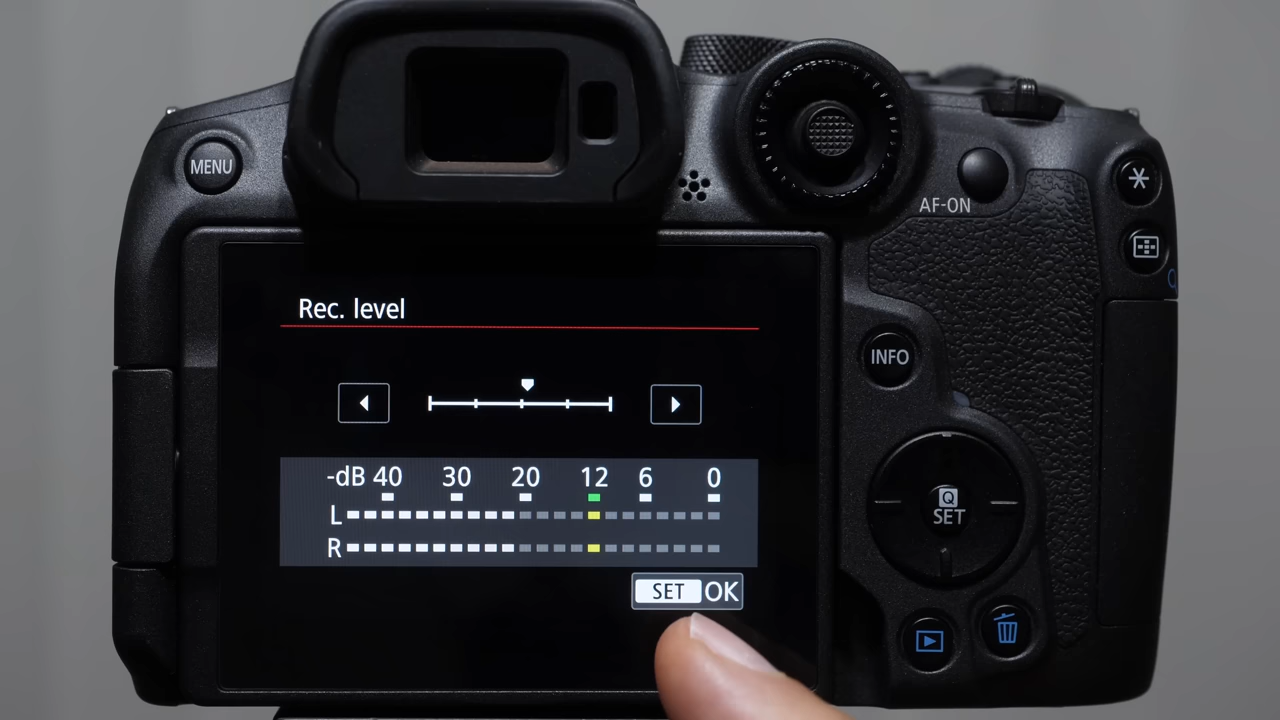 MENU
AF-ON
Rec. level
INFO
-dB 40 30 20 12 6 0
L
R
SET OK
Q
SET